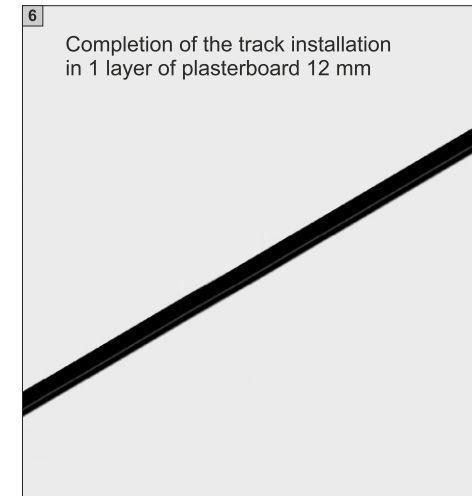 6
Completion of the track installation
in 1 layer of plasterboard 12 mm